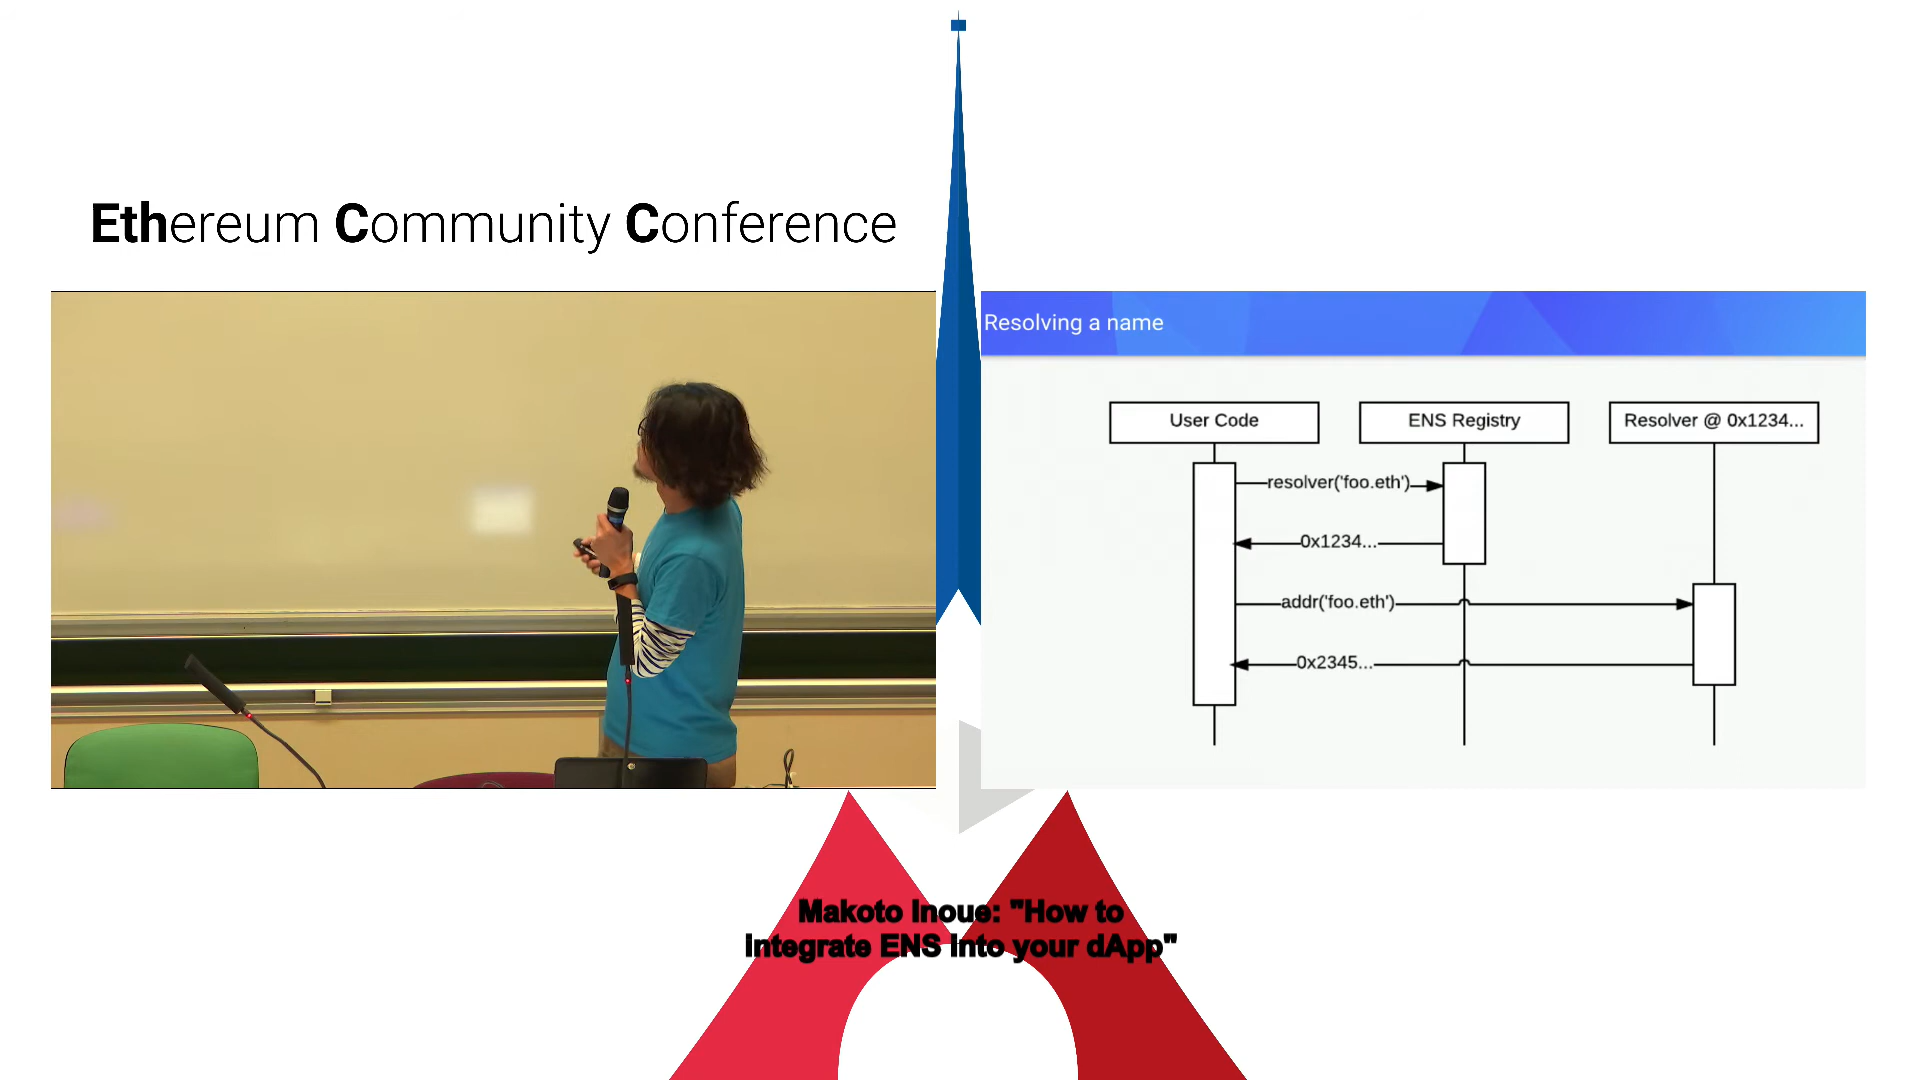 Ethereum Community Conference
Resolving a name
User Code
ENS Registry
Resolver @ 0x1234...
resolver('foo.eth')
0x1234...
addr('foo.eth')
0x2345...
Makoto Inoue: "How to
Integrate ENS Into your dApp"